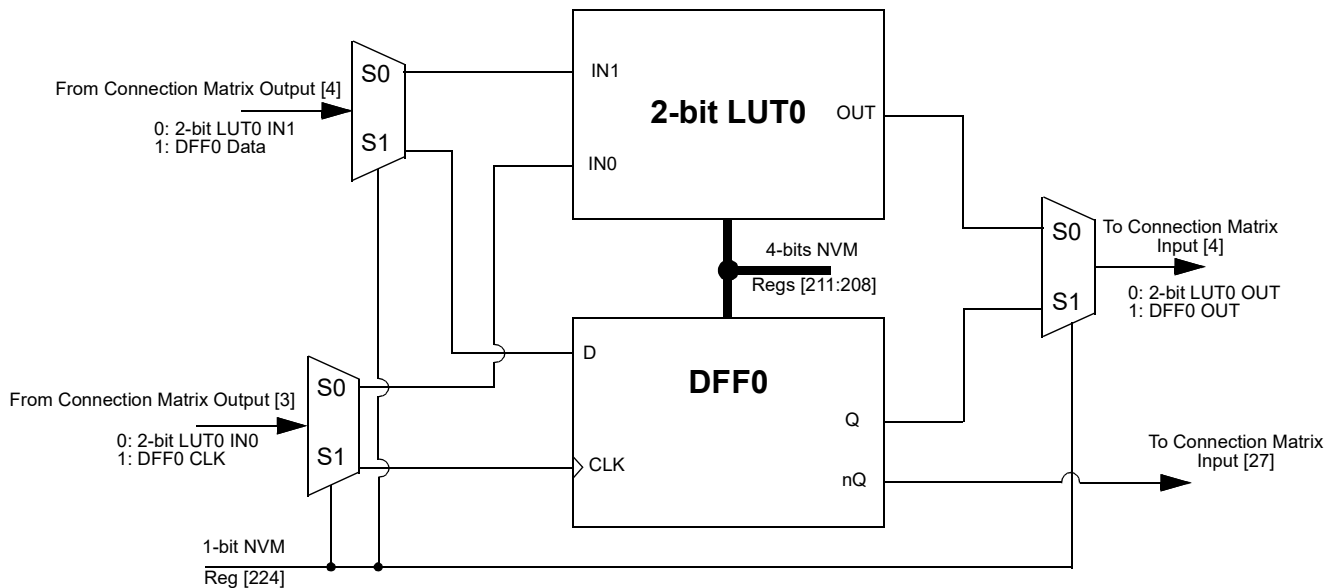 From Connection Matrix Output [4]
0: 2-bit LUT0 IN1
1: DFF0 Data
S0
S1
IN1
IN0
2-bit LUT0
OUT
4-bits NVM
Regs [211:208]
S0
S1
To Connection Matrix
Input [4]
0: 2-bit LUT0 OUT
1: DFF0 OUT
From Connection Matrix Output [3]
0: 2-bit LUT0 IN0
1: DFF0 CLK
S0
S1
D
CLK
DFF0
Q
nQ
To Connection Matrix
Input [27]
1-bit NVM
Reg [224]